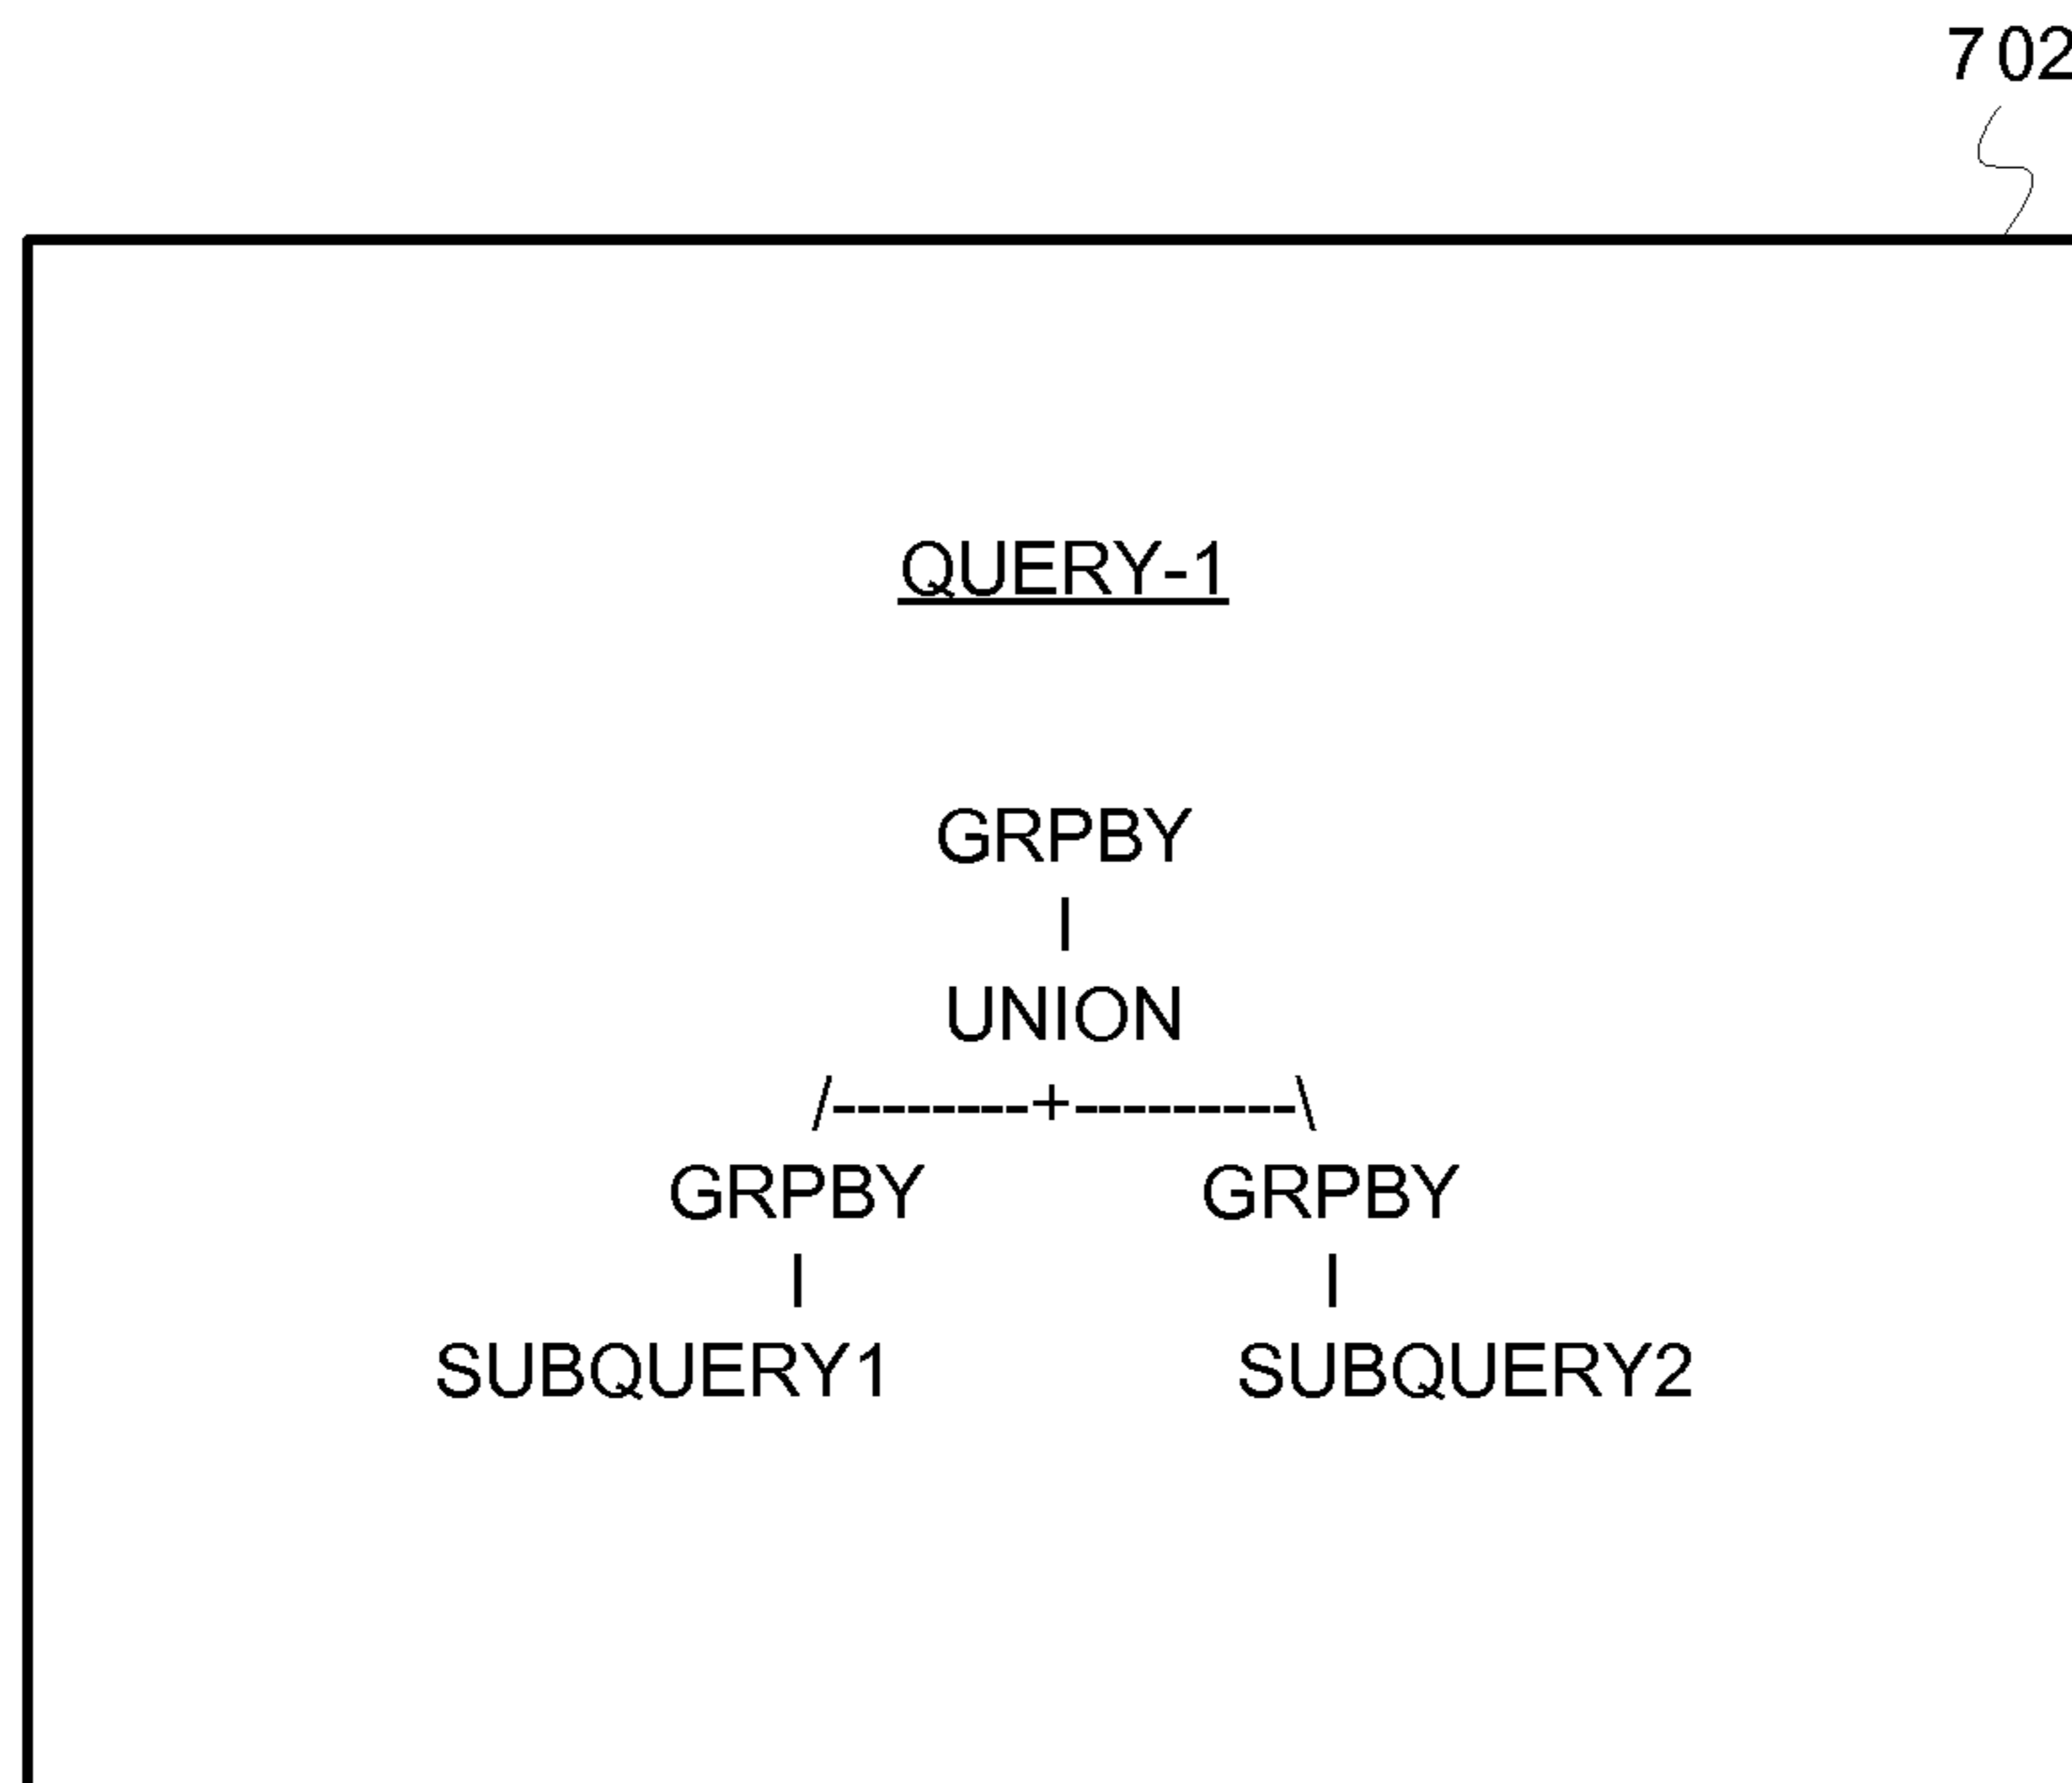 702
QUERY-1
GRPBY
|
UNION
/--------+---------\
GRPBY GRPBY
| |
SUBQUERY1 SUBQUERY2